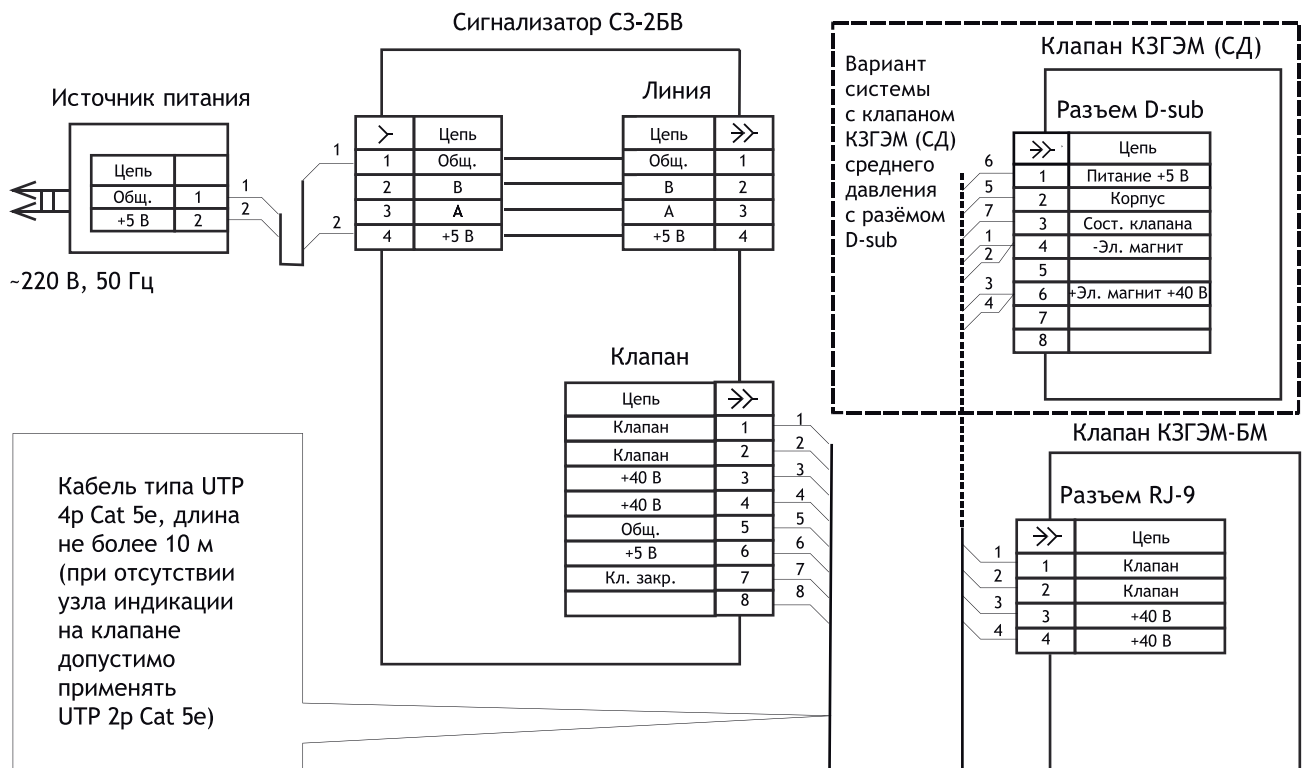 Сигнализатор СЗ-2БВ
Источник питания
Цепь
Общ. 1
+5 В 2
1
2
~220 В, 50 Гц
1
2
Цепь
1 Общ.
2 В
3 А
4 +5 В
Линия
Цепь
Общ. 1
В 2
А 3
+5 В 4
Клапан
Цепь
Клапан 1
Клапан 2
+40 В 3
+40 В 4
Общ. 5
+5 В 6
Кл. закр. 7
8
1
2
3
4
5
6
7
8
Вариант
системы
с клапаном
КЗГЭМ (СД)
среднего
давления
с разёмом
D-sub
Клапан КЗГЭМ (СД)
Разъем D-sub
Цепь
1 Питание +5 В
2 Корпус
3 Сост. клапана
4 -Эл. магнит
5
6 +Эл. магнит +40 В
7
8
6
5
7
1
2
3
4
Клапан КЗГЭМ-БМ
Разъем RJ-9
Цепь
1 Клапан
2 Клапан
3 +40 В
4 +40 В
1
2
3
4
Кабель типа UTP
4p Cat 5e, длина
не более 10 м
(при отсутствии
узла индикации
на клапане
допустимо
применять
UTP 2p Cat 5e)